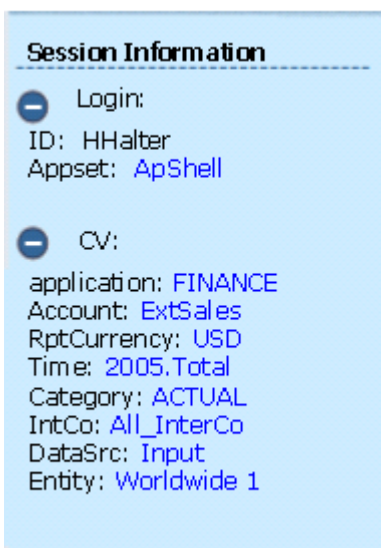 Session Information
Login:
ID: HHalter
Appset: ApShell
CV:
application: FINANCE
Account: ExtSales
RptCurrency: USD
Time: 2005.Total
Category: ACTUAL
IntCo: All_InterCo
DataSrc: Input
Entity: Worldwide 1